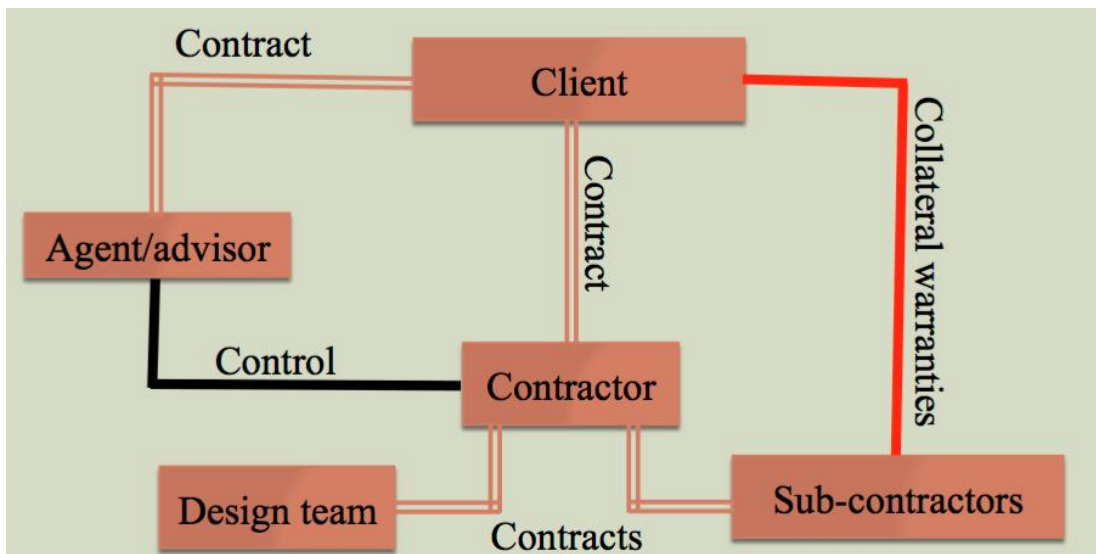 Contract
Client
Collateral warranties
Contract
Agent/advisor
Control
Contractor
Design team
Sub-contractors
Contracts